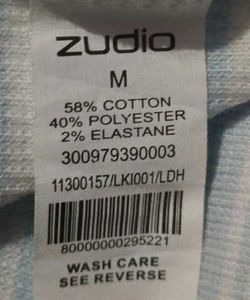 zudio
M
58% COTTON
40% POLYESTER
2% ELASTANE
300979390003
11300157/LKI001/LDH
80000000295221
WASH CARE
SEE REVERSE